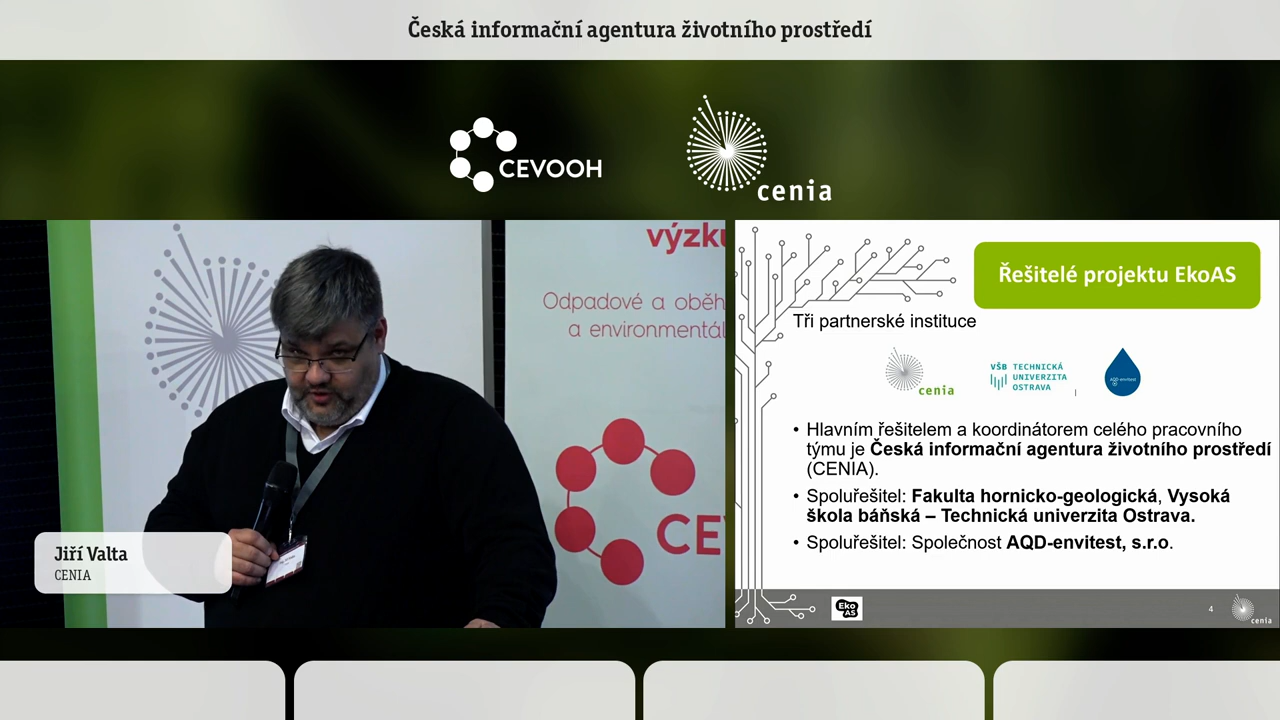 Česká informační agentura životního prostředí
CEVOOH
cenia
výzku
Odpadové a oběh
a environmentál
CE
Jiří Valta
CENIA
Řešitelé projektu EkoAS
Tři partnerské instituce
cenia
VŠB TECHNICKÁ
UNIVERZITA
OSTRAVA
AQD-envitest
• Hlavním řešitelem a koordinátorem celého pracovního
týmu je Česká informační agentura životního prostředí
(CENIA).
• Spoluřešitel: Fakulta hornicko-geologická, Vysoká
škola báňská – Technická univerzita Ostrava.
• Spoluřešitel: Společnost AQD-envitest, s.r.o.
Eko
AS
4
cenia